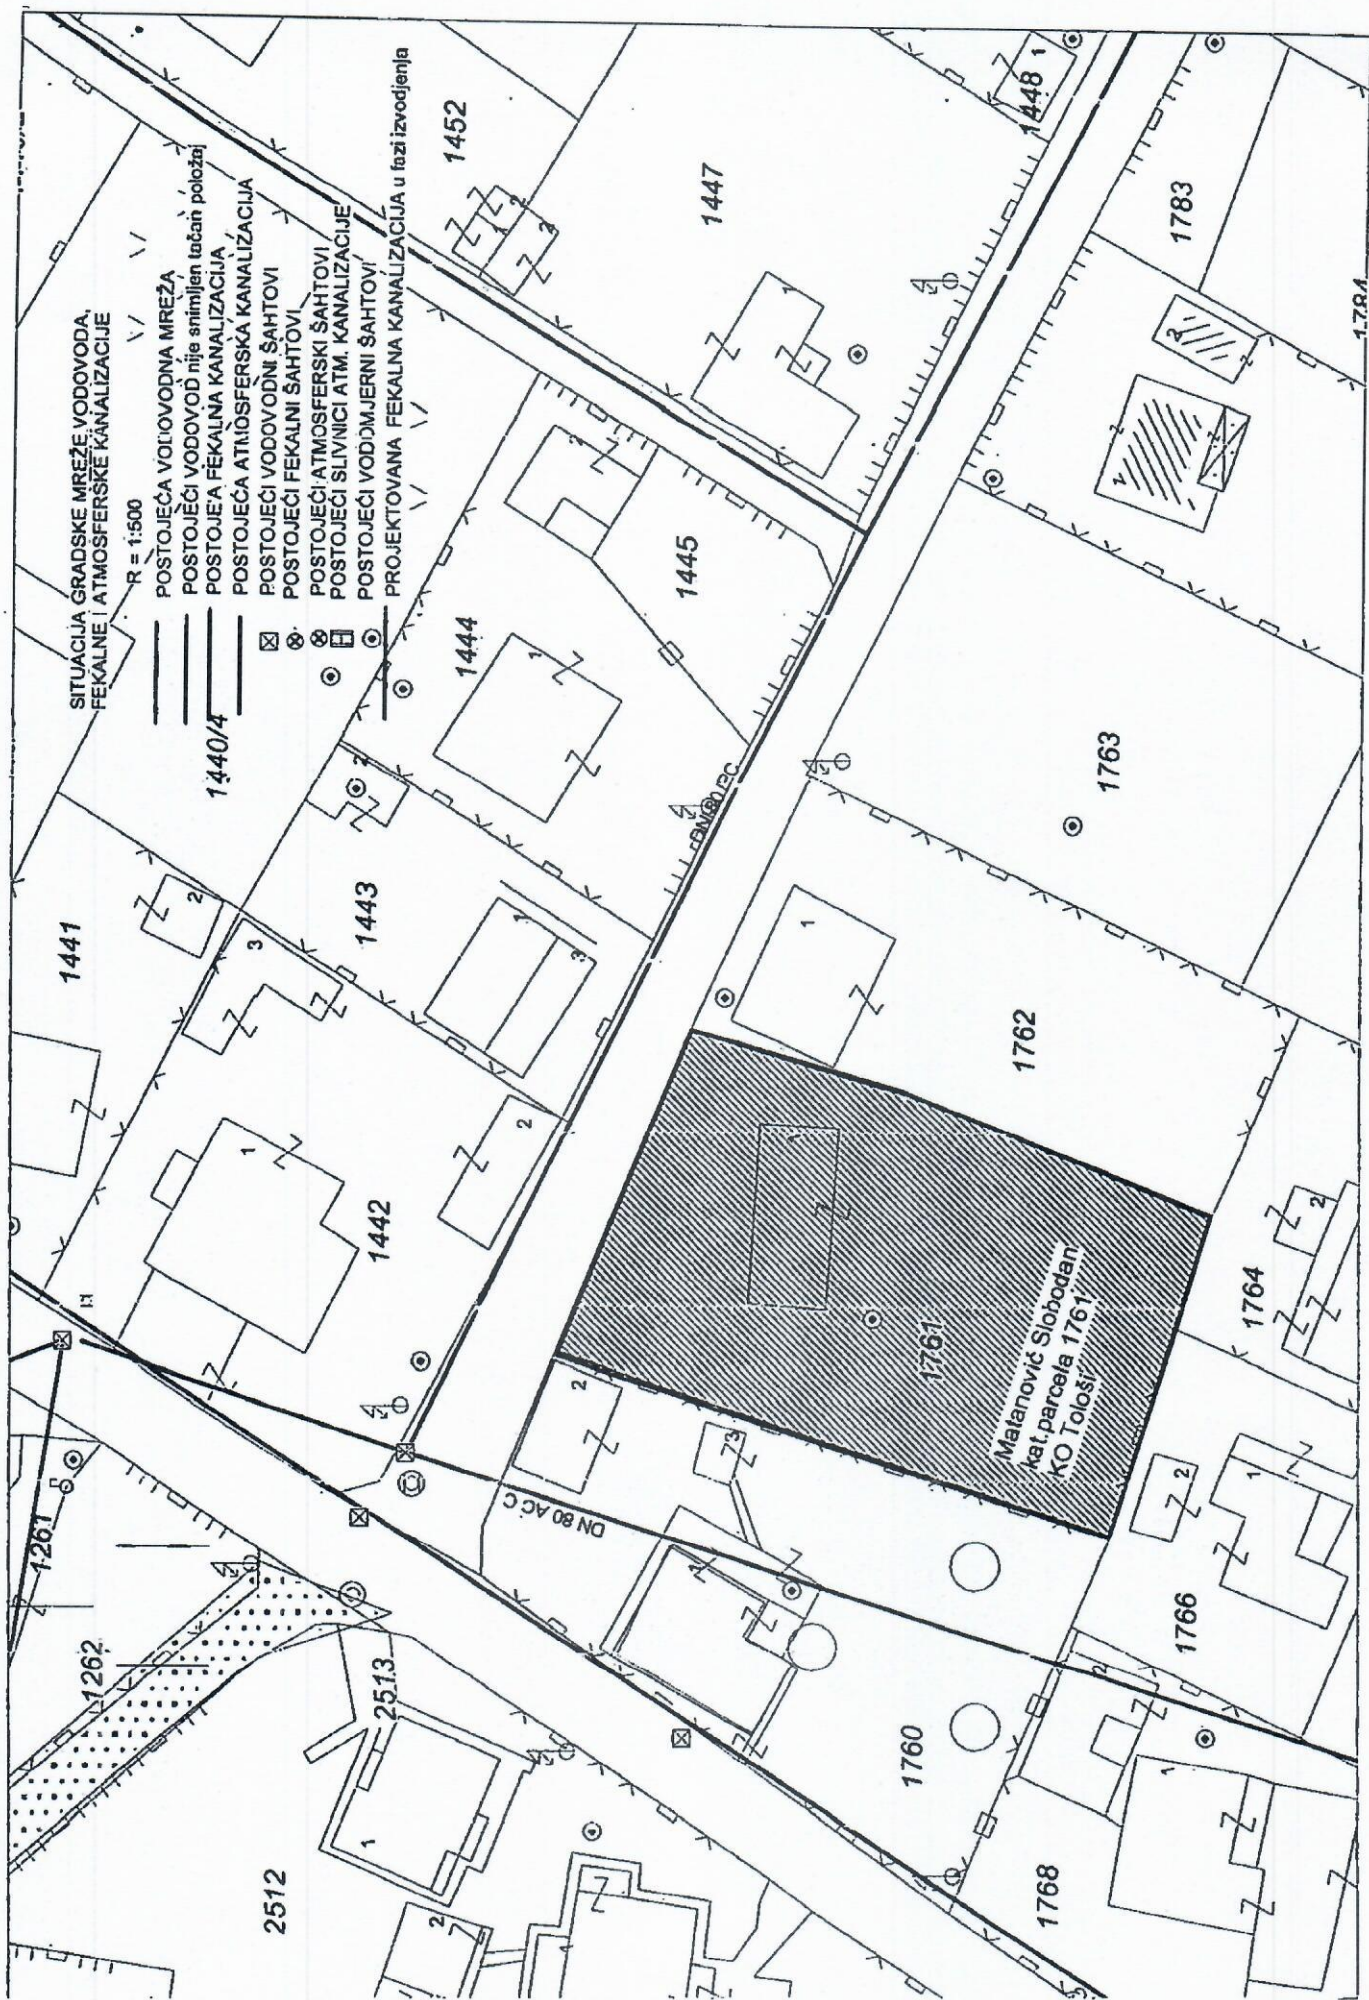 SITUACIJA GRADSKE MREŽE VODOVODA,
FEKALNE I ATMOSFERSKE KANALIZACIJE
R = 1:500
POSTOJEĆA VODOVODNA MREŽA
POSTOJEĆI VODOVOD nije snimljen tačan položaj
POSTOJE'A FEKALNA KANALIZACIJA
POSTOJEĆA ATMOSFERSKA KANALIZACIJA
POSTOJEĆI VODOVODNI ŠAHTOVI
POSTOJEĆI FEKALNI ŠAHTOVI
POSTOJEĆI ATMOSFERSKI ŠAHTOVI
POSTOJEĆI SLIVNICI ATM. KANALIZACIJE
POSTOJEĆI VODOMJERNI ŠAHTOVI
PROJEKTOVANA FEKALNA KANALIZACIJA u fazi izvodjenja
1440/4
1441
1452
1447
1448
1 1
1783
1784
1445
1444
1443
1442
1763
1762
1761
Matanović Slobodan
kat.parcela 1761
KO Tološi
1764
1766
1760
1768
DN 80 AC C
1261
1262
2513
2512